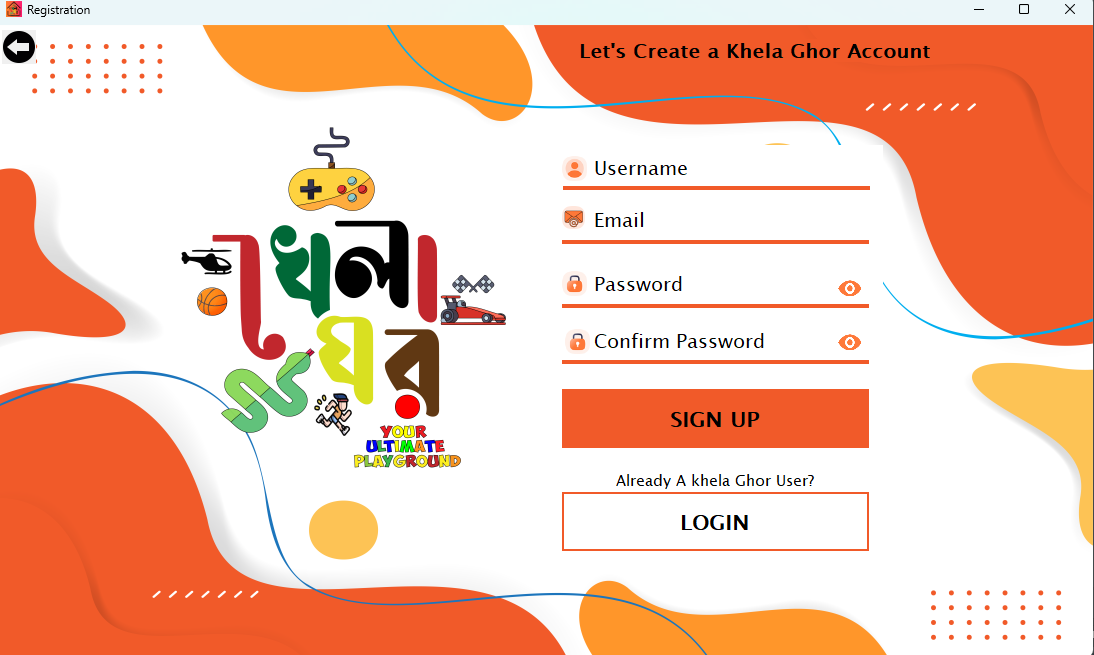 Registration
Let's Create a Khela Ghor Account
খেলা
ঘর
YOUR
ULTIMATE
PLAYGROUND
Username
Email
Password
Confirm Password
SIGN UP
Already A khela Ghor User?
LOGIN